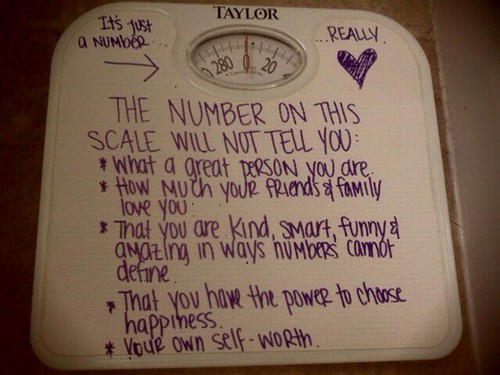 TAYLOR
It's just
a number...
...REALLY.
280 0 20
THE NUMBER ON THIS
SCALE WILL NOT TELL YOU:
* What a great person you are.
* How much your friends & family
love you.
* That you are kind, smart, funny &
amazing in ways numbers cannot
define.
* That you have the power to choose
happiness.
* Your own self-worth.